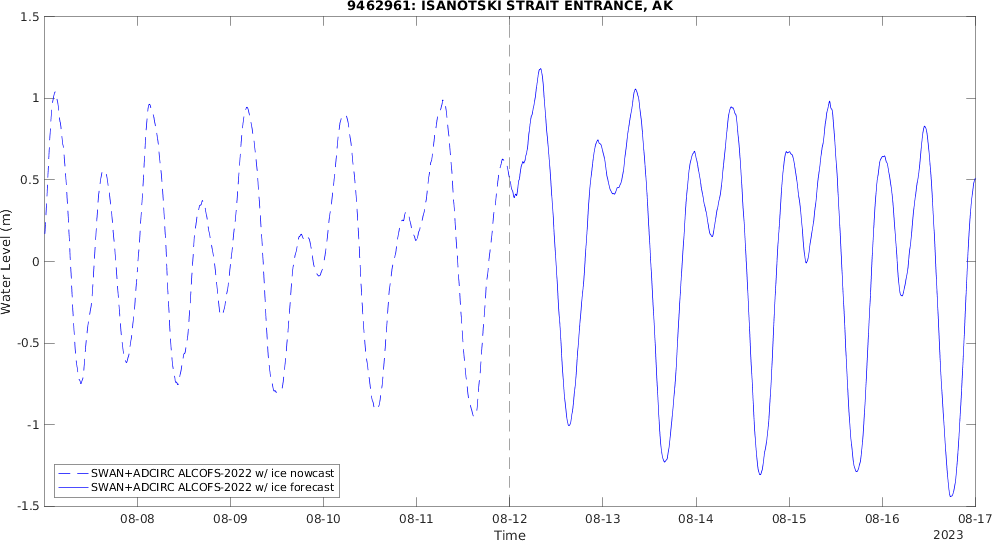 9462961: ISANOTSKI STRAIT ENTRANCE, AK
1.5
1
0.5
0
-0.5
-1
-1.5
Water Level (m)
SWAN+ADCIRC ALCOFS-2022 w/ ice nowcast
SWAN+ADCIRC ALCOFS-2022 w/ ice forecast
08-08 08-09 08-10 08-11 08-12 08-13 08-14 08-15 08-16 08-17
Time
2023